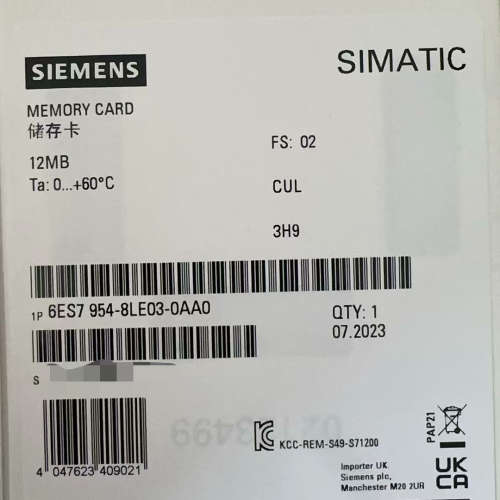 SIEMENS
SIMATIC
MEMORY CARD
储存卡
12MB
Ta: 0...+60°C
FS: 02
CUL
3H9
1P 6ES7 954-8LE03-0AA0
QTY: 1
07.2023
S
4 047623 409021
KCC-REM-S49-S71200
PAP21
UK
CA
Importer UK
Siemens plc,
Manchester M20 2UR